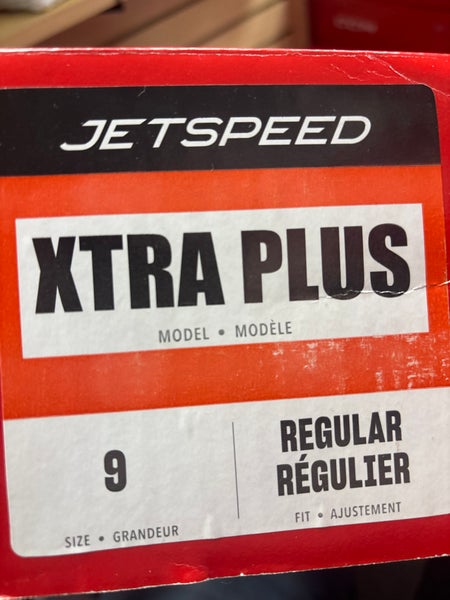 JETSPEED
XTRA PLUS
MODEL • MODÈLE
9
SIZE • GRANDEUR
REGULAR
RÉGULIER
FIT • AJUSTEMENT